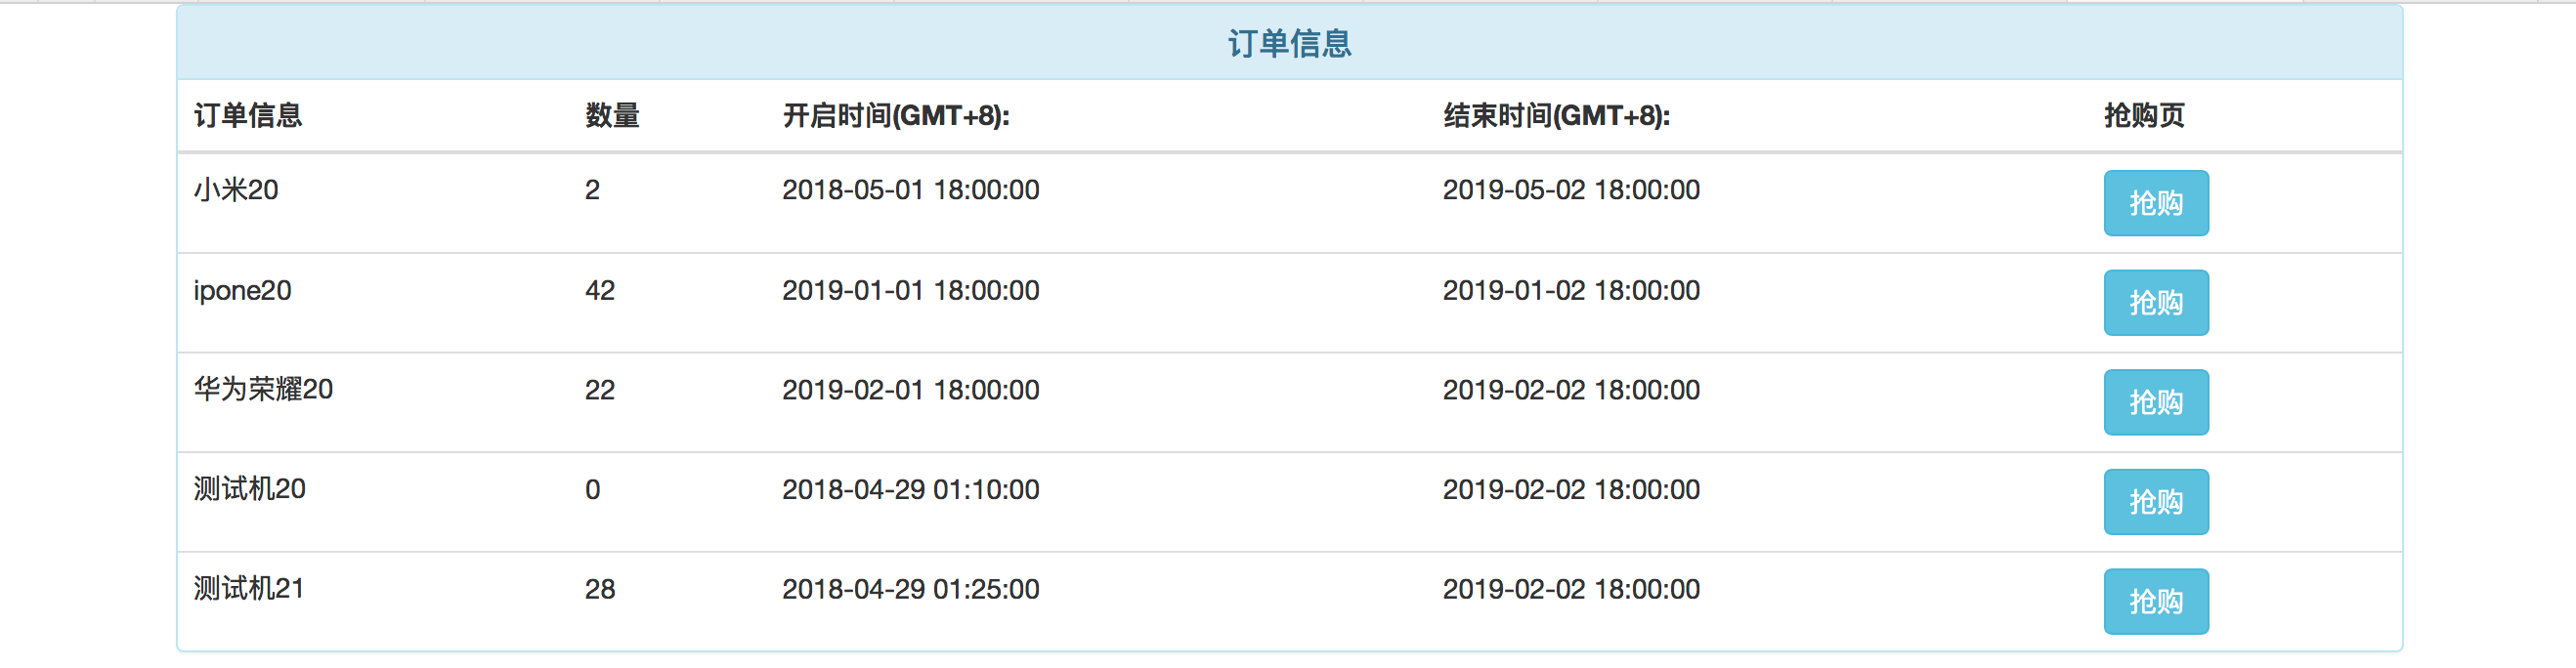 订单信息
订单信息 数量 开启时间(GMT+8): 结束时间(GMT+8): 抢购页
小米20 2 2018-05-01 18:00:00 2019-05-02 18:00:00 抢购
ipone20 42 2019-01-01 18:00:00 2019-01-02 18:00:00 抢购
华为荣耀20 22 2019-02-01 18:00:00 2019-02-02 18:00:00 抢购
测试机20 0 2018-04-29 01:10:00 2019-02-02 18:00:00 抢购
测试机21 28 2018-04-29 01:25:00 2019-02-02 18:00:00 抢购